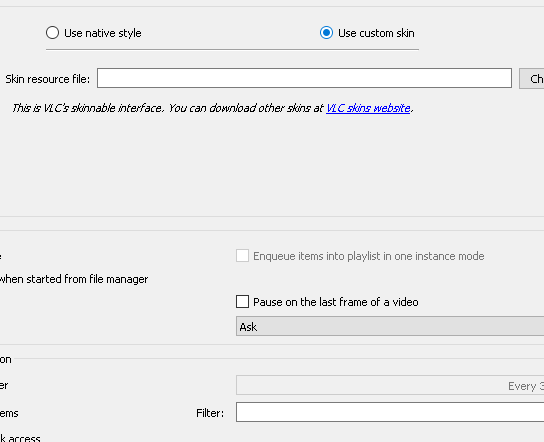 Use native style Use custom skin
Skin resource file: Ch
This is VLC's skinnable interface. You can download other skins at VLC skins website.
e Enqueue items into playlist in one instance mode
when started from file manager
Pause on the last frame of a video
Ask
on
er Every 3
ems Filter:
k access